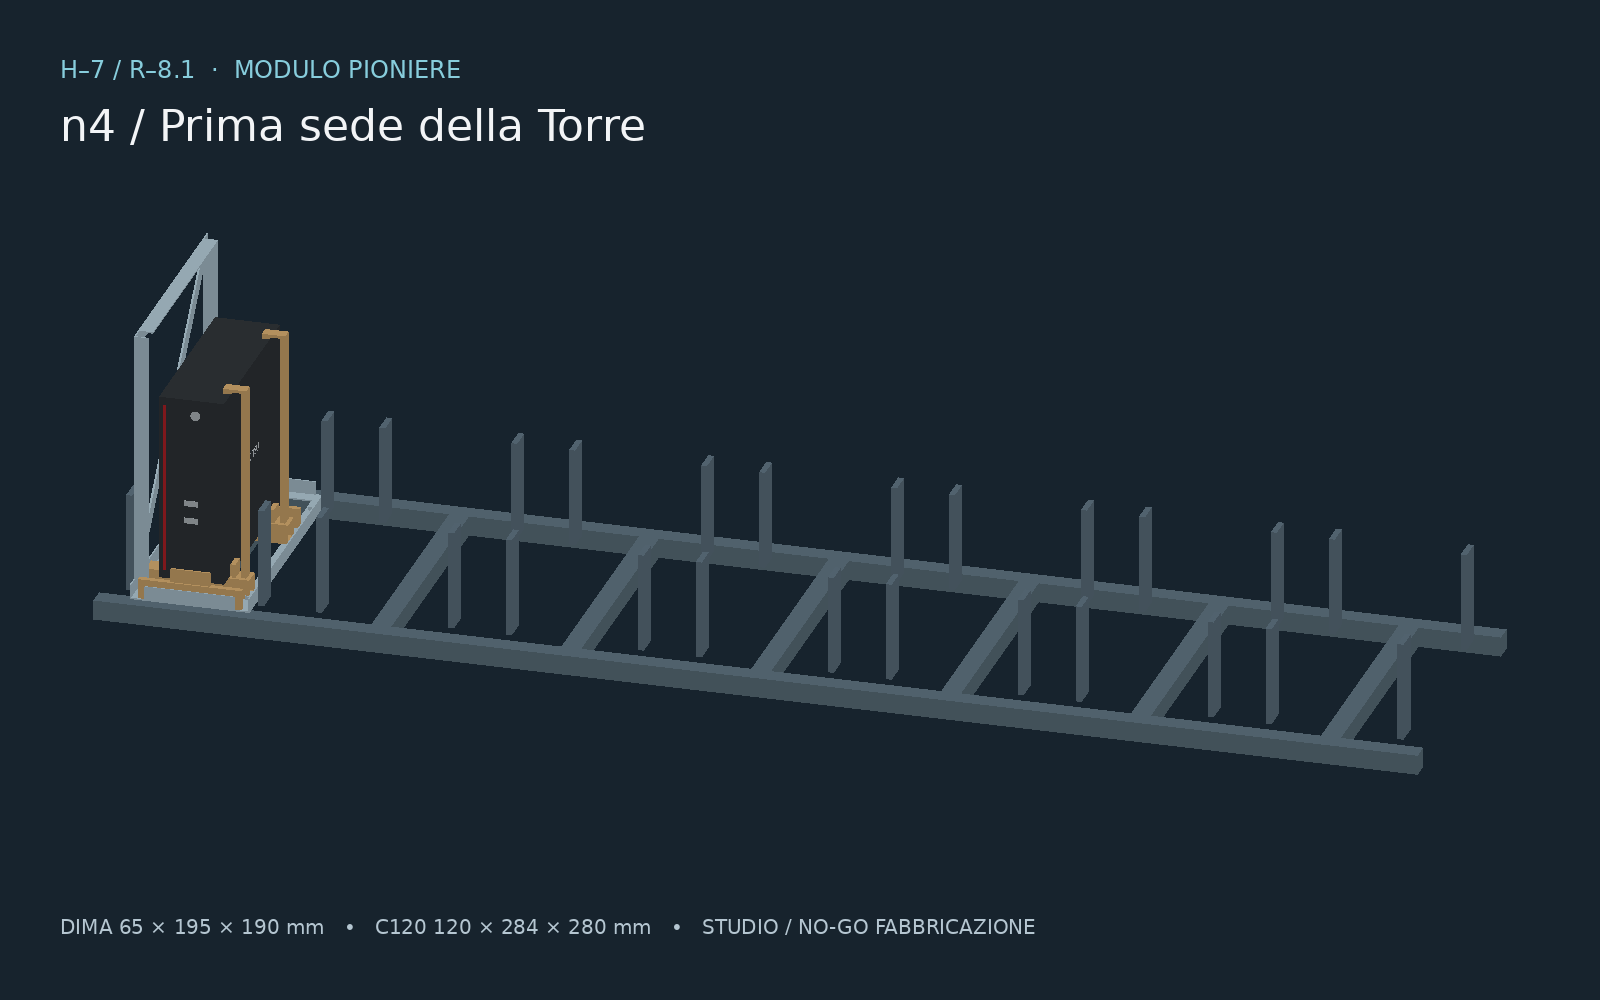 H–7 / R–8.1 · MODULO PIONIERE
n4 / Prima sede della Torre
DIMA 65 × 195 × 190 mm • C120 120 × 284 × 280 mm • STUDIO / NO-GO FABBRICAZIONE